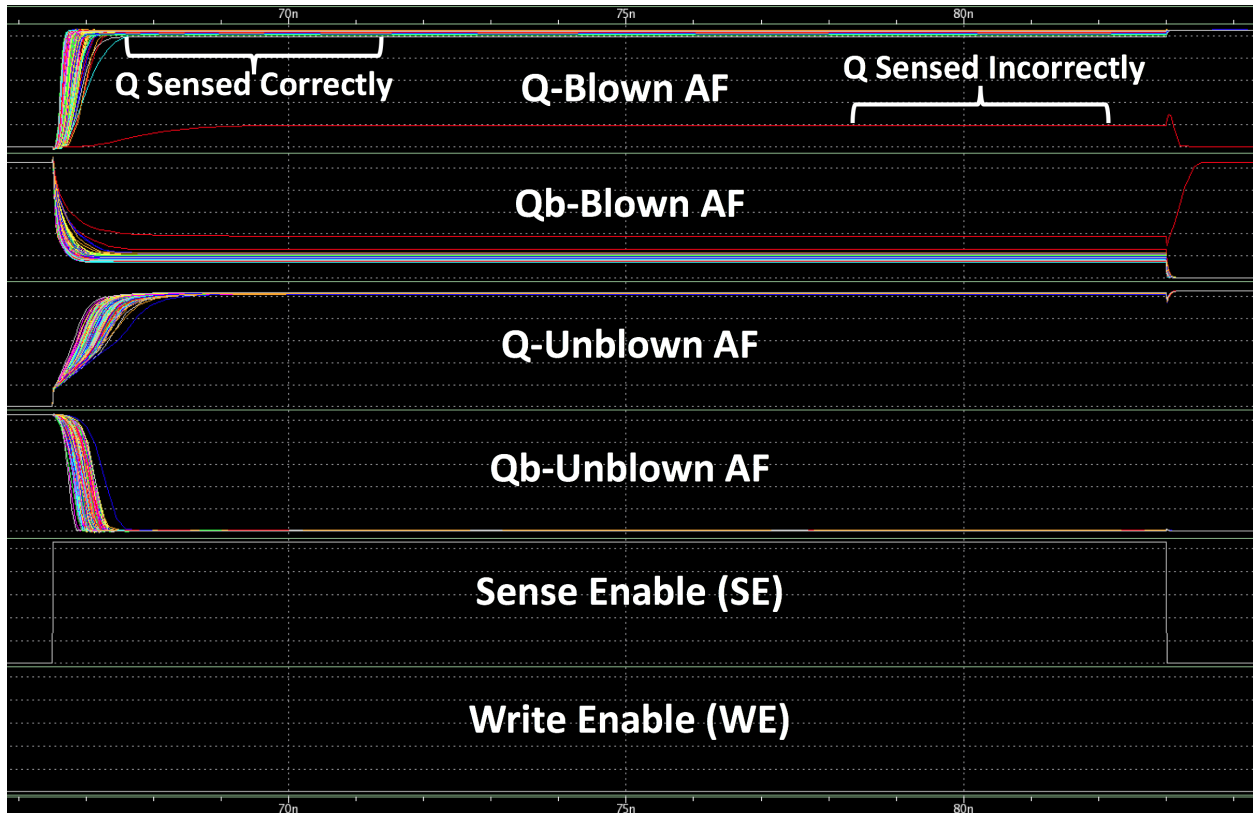 70n 75n 80n
Q Sensed Correctly
Q Sensed Incorrectly
Q-Blown AF
Qb-Blown AF
Q-Unblown AF
Qb-Unblown AF
Sense Enable (SE)
Write Enable (WE)
70n 75n 80n